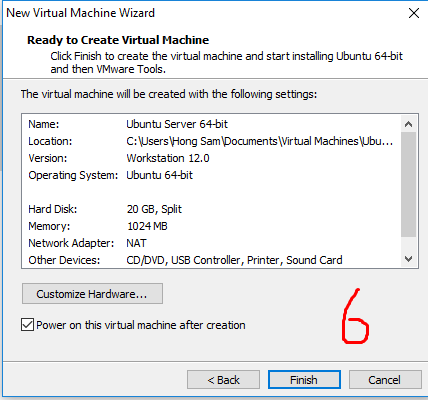 New Virtual Machine Wizard
Ready to Create Virtual Machine
Click Finish to create the virtual machine and start installing Ubuntu 64-bit
and then VMware Tools.
The virtual machine will be created with the following settings:
Name: Ubuntu Server 64-bit
Location: C:\Users\Hong Sam\Documents\Virtual Machines\Ubu...
Version: Workstation 12.0
Operating System: Ubuntu 64-bit
Hard Disk: 20 GB, Split
Memory: 1024 MB
Network Adapter: NAT
Other Devices: CD/DVD, USB Controller, Printer, Sound Card
Customize Hardware...
Power on this virtual machine after creation
6
< Back Finish Cancel